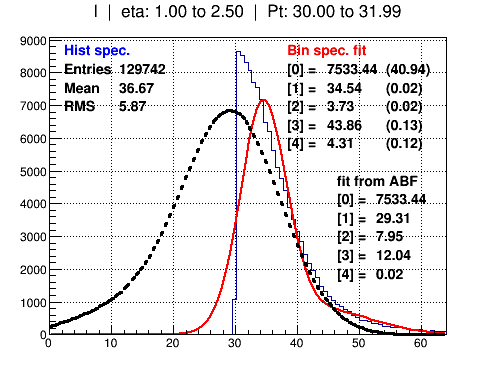 I | eta: 1.00 to 2.50 | Pt: 30.00 to 31.99
Hist spec.
Entries 129742
Mean 36.67
RMS 5.87
Bin spec. fit
[0] = 7533.44 (40.94)
[1] = 34.54 (0.02)
[2] = 3.73 (0.02)
[3] = 43.86 (0.13)
[4] = 4.31 (0.12)
fit from ABF
[0] = 7533.44
[1] = 29.31
[2] = 7.95
[3] = 12.04
[4] = 0.02
9000
8000
7000
6000
5000
4000
3000
2000
1000
0
0 10 20 30 40 50 60